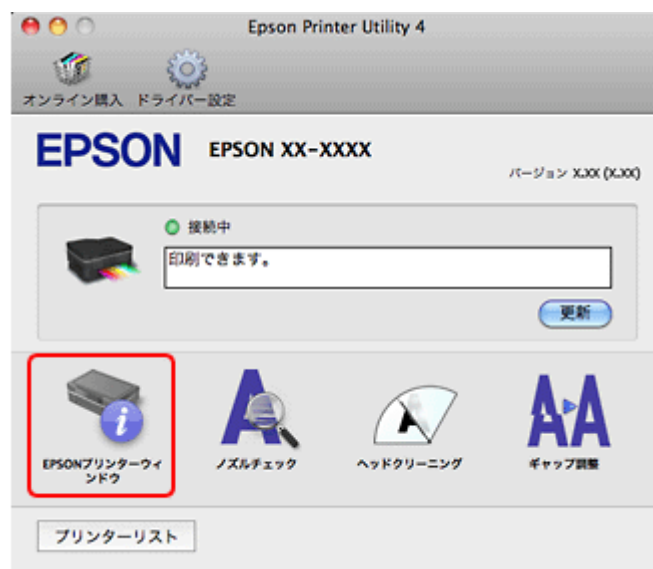 Epson Printer Utility 4
オンライン購入 ドライバー設定
EPSON EPSON XX-XXXX
バージョン X.XX (X.XX)
接続中
印刷できます。
更新
EPSONプリンターウィ
ンドウ
ノズルチェック
ヘッドクリーニング
ギャップ調整
プリンターリスト